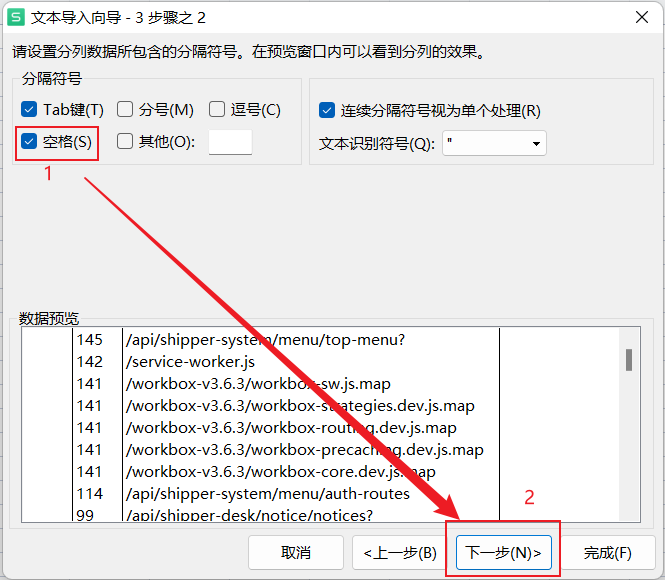 文本导入向导 - 3 步骤之 2
请设置分列数据所包含的分隔符号。在预览窗口内可以看到分列的效果。
分隔符号
Tab键(T) 分号(M) 逗号(C)
连续分隔符号视为单个处理(R)
空格(S) 其他(O):
文本识别符号(Q): "
1
数据预览
145 /api/shipper-system/menu/top-menu?
142 /service-worker.js
141 /workbox-v3.6.3/workbox-sw.js.map
141 /workbox-v3.6.3/workbox-strategies.dev.js.map
141 /workbox-v3.6.3/workbox-routing.dev.js.map
141 /workbox-v3.6.3/workbox-precaching.dev.js.map
141 /workbox-v3.6.3/workbox-core.dev.js.map
114 /api/shipper-system/menu/auth-routes
99 /api/shipper-desk/notice/notices?
2
取消 <上一步(B) 下一步(N)> 完成(F)